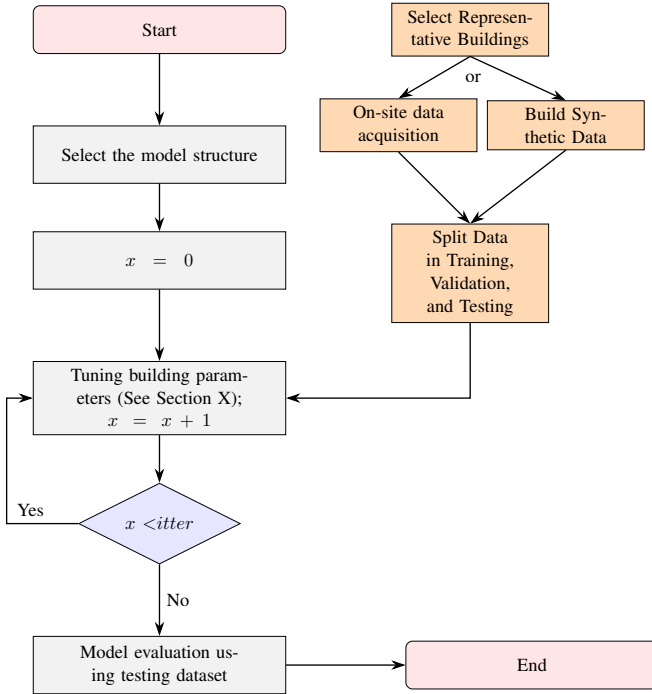 Start
Select the model structure
x = 0
Tuning building param-
eters (See Section X);
x = x + 1
Yes
x <itter
No
Model evaluation us-
ing testing dataset
End
Select Represen-
tative Buildings
or
On-site data
acquisition
Build Syn-
thetic Data
Split Data
in Training,
Validation,
and Testing